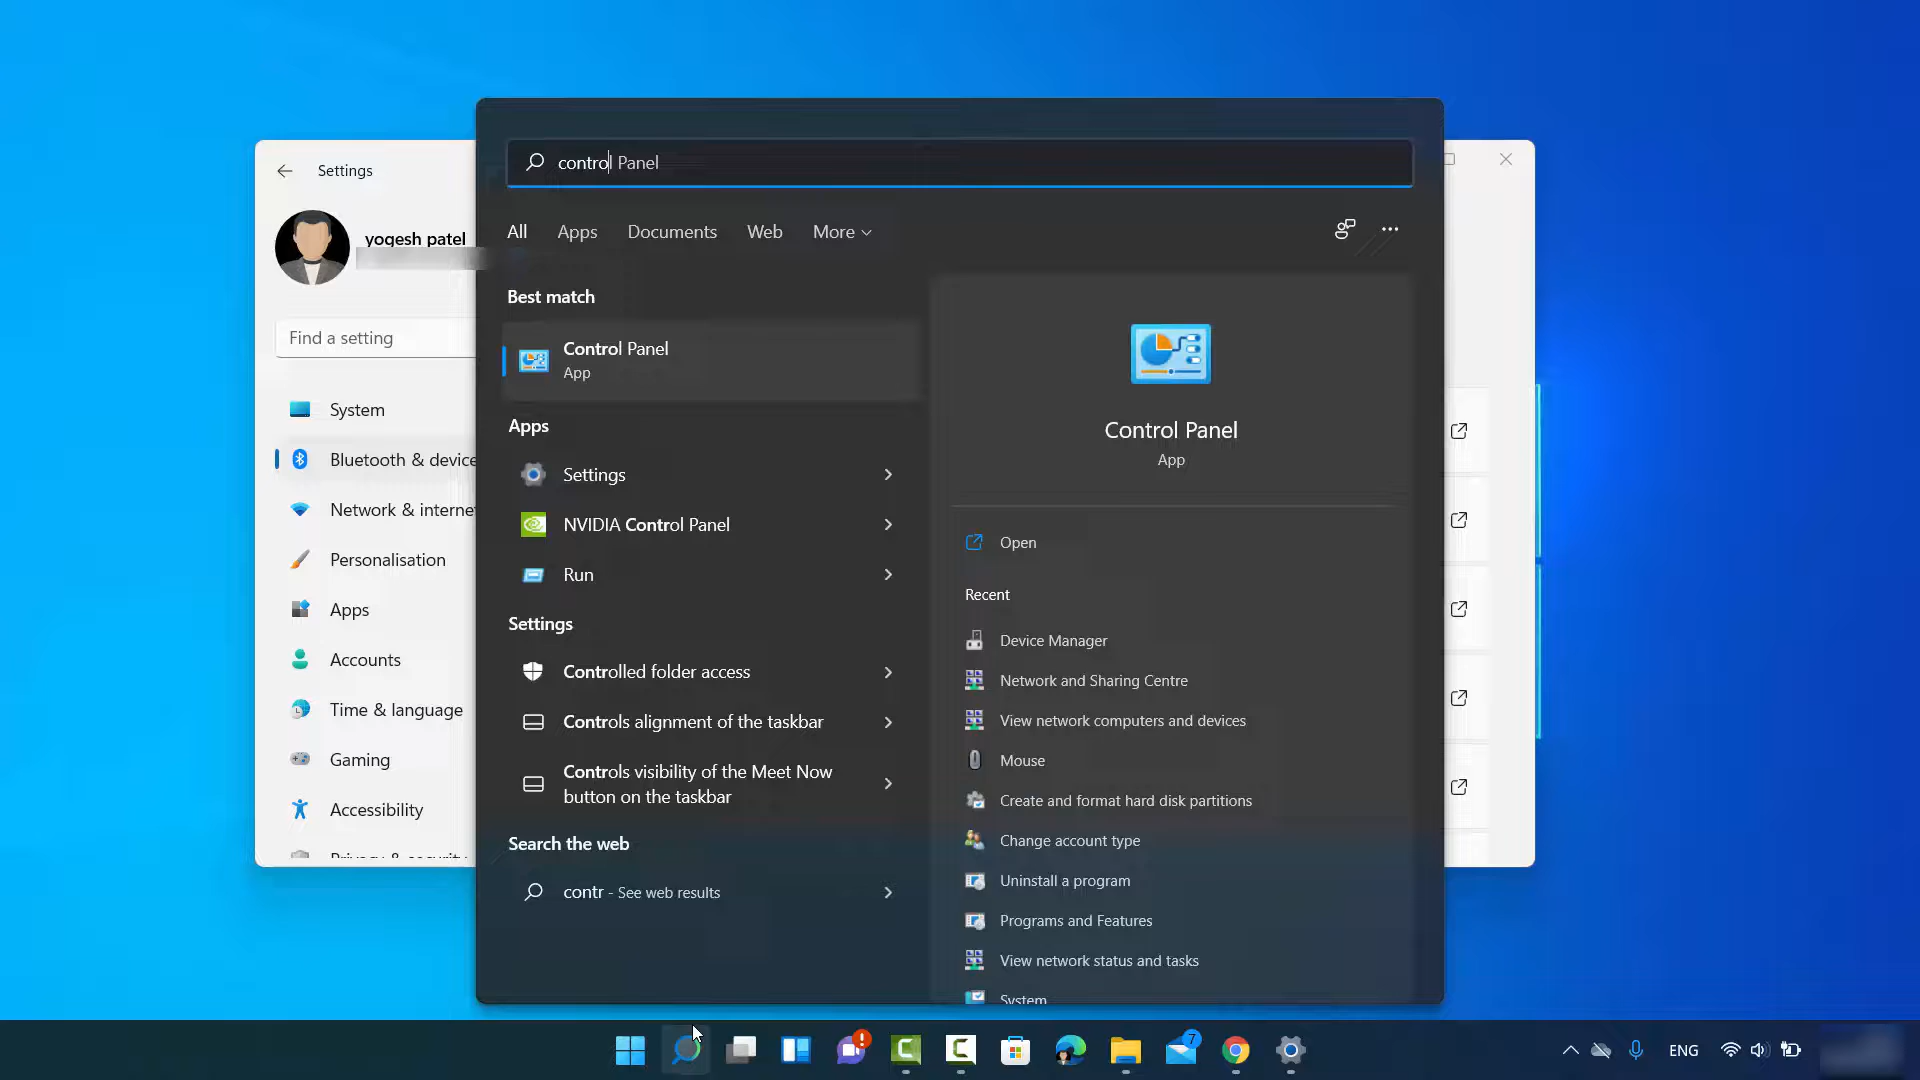 Settings
yogesh patel
Find a setting
System
Bluetooth & device
Network & interne
Personalisation
Apps
Accounts
Time & language
Gaming
Accessibility
Privacy & security
control Panel
All
Apps
Documents
Web
More
Best match
Control Panel
App
Apps
Settings
NVIDIA Control Panel
Run
Settings
Controlled folder access
Controls alignment of the taskbar
Controls visibility of the Meet Now
button on the taskbar
Search the web
contr - See web results
Control Panel
App
Open
Recent
Device Manager
Network and Sharing Centre
View network computers and devices
Mouse
Create and format hard disk partitions
Change account type
Uninstall a program
Programs and Features
View network status and tasks
System
!
7
ENG